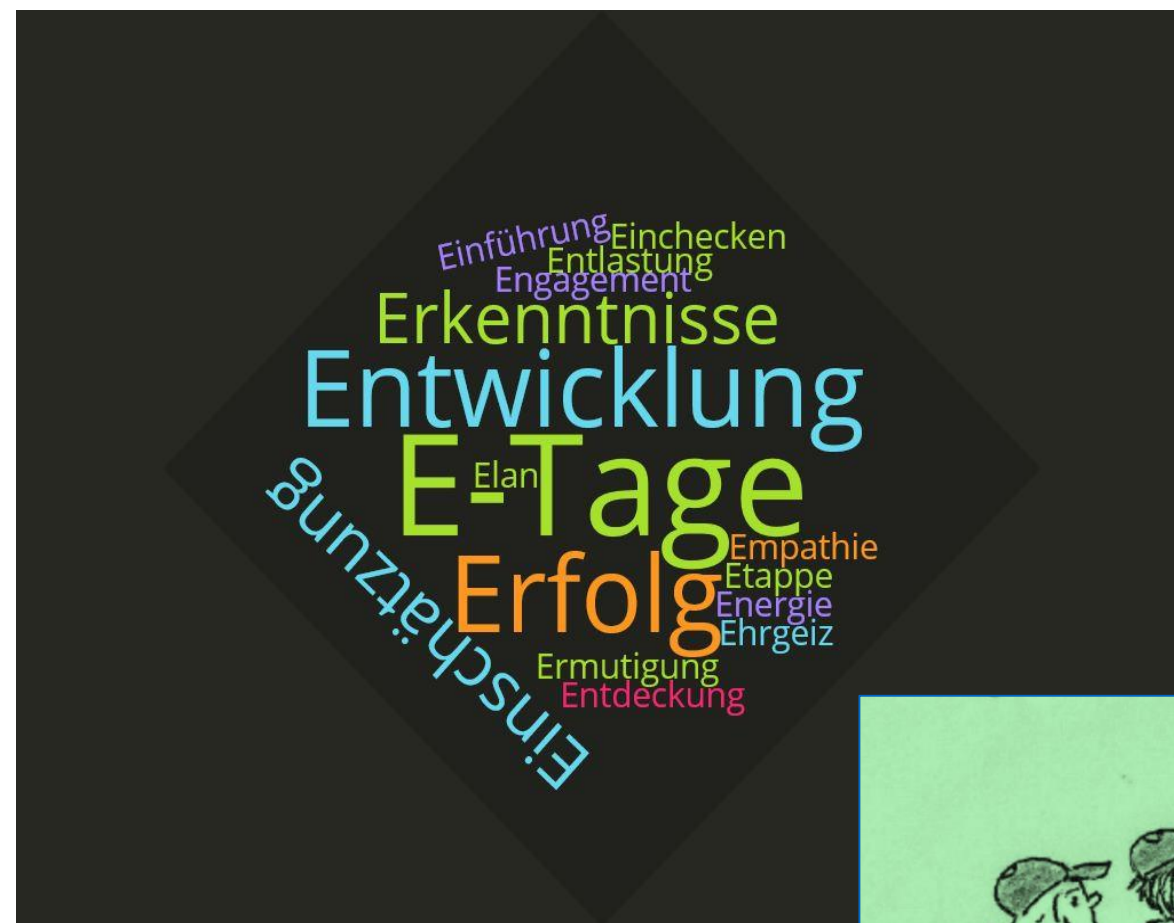 Einführung
Einchecken
Entlastung
Engagement
Erkenntnisse
Entwicklung
E-Tage
Elan
Einschätzung
Erfolg
Empathie
Etappe
Energie
Ehrgeiz
Ermutigung
Entdeckung